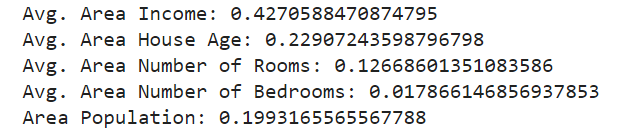 Avg. Area Income: 0.4270588470874795
Avg. Area House Age: 0.22907243598796798
Avg. Area Number of Rooms: 0.12668601351083586
Avg. Area Number of Bedrooms: 0.017866146856937853
Area Population: 0.1993165565567788